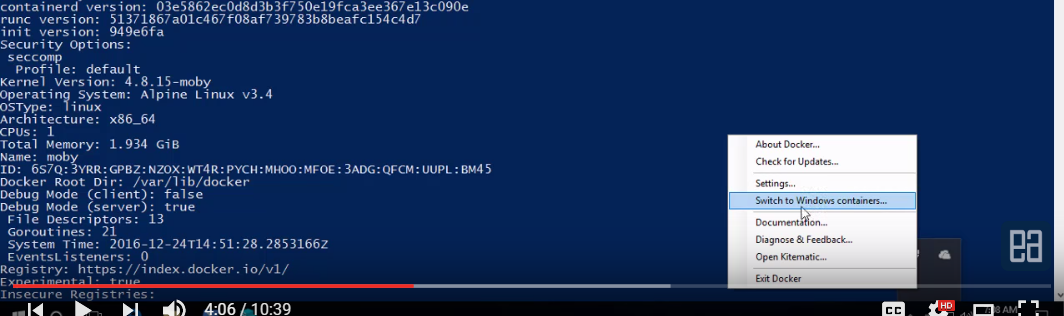 containerd version: 03e5862ec0d8d3b3f750e19fca3ee367e13c090e
runc version: 51371867a01c467f08af739783b8beafc154c4d7
init version: 949e6fa
Security Options:
seccomp
Profile: default
Kernel Version: 4.8.15-moby
Operating System: Alpine Linux v3.4
OSType: linux
Architecture: x86_64
CPUs: 1
Total Memory: 1.934 GiB
Name: moby
ID: 6S7Q:3YRR:GPBZ:NZOX:WT4R:PYCH:MHOO:MFOE:3ADG:QFCM:UUPL:BM45
Docker Root Dir: /var/lib/docker
Debug Mode (client): false
Debug Mode (server): true
File Descriptors: 13
Goroutines: 21
System Time: 2016-12-24T14:51:28.2853166Z
EventsListeners: 0
Registry: https://index.docker.io/v1/
Experimental: true
Insecure Registries:
About Docker...
Check for Updates...
Settings...
Switch to Windows containers...
Documentation...
Diagnose & Feedback...
Open Kitematic...
Exit Docker
4:06 / 10:39
CC
HD